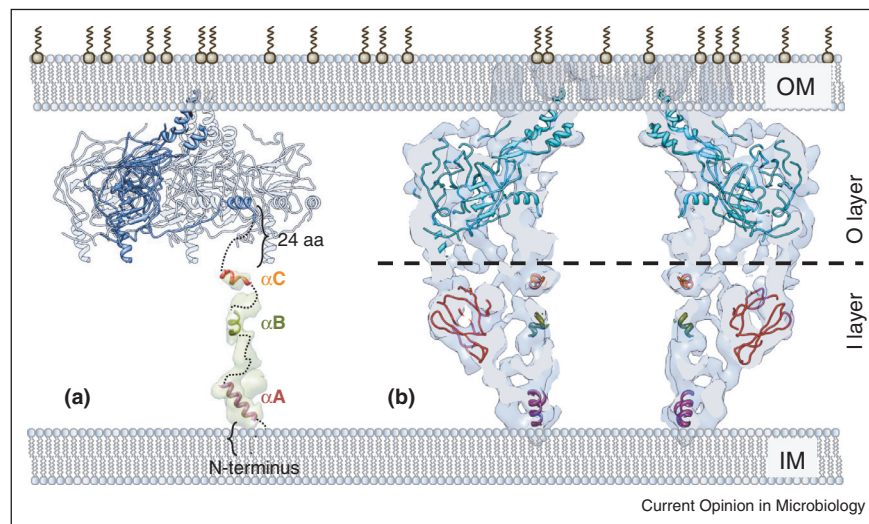 OM
24 aa
αC
αB
αA
(a)
N-terminus
(b)
O layer
I layer
IM
Current Opinion in Microbiology